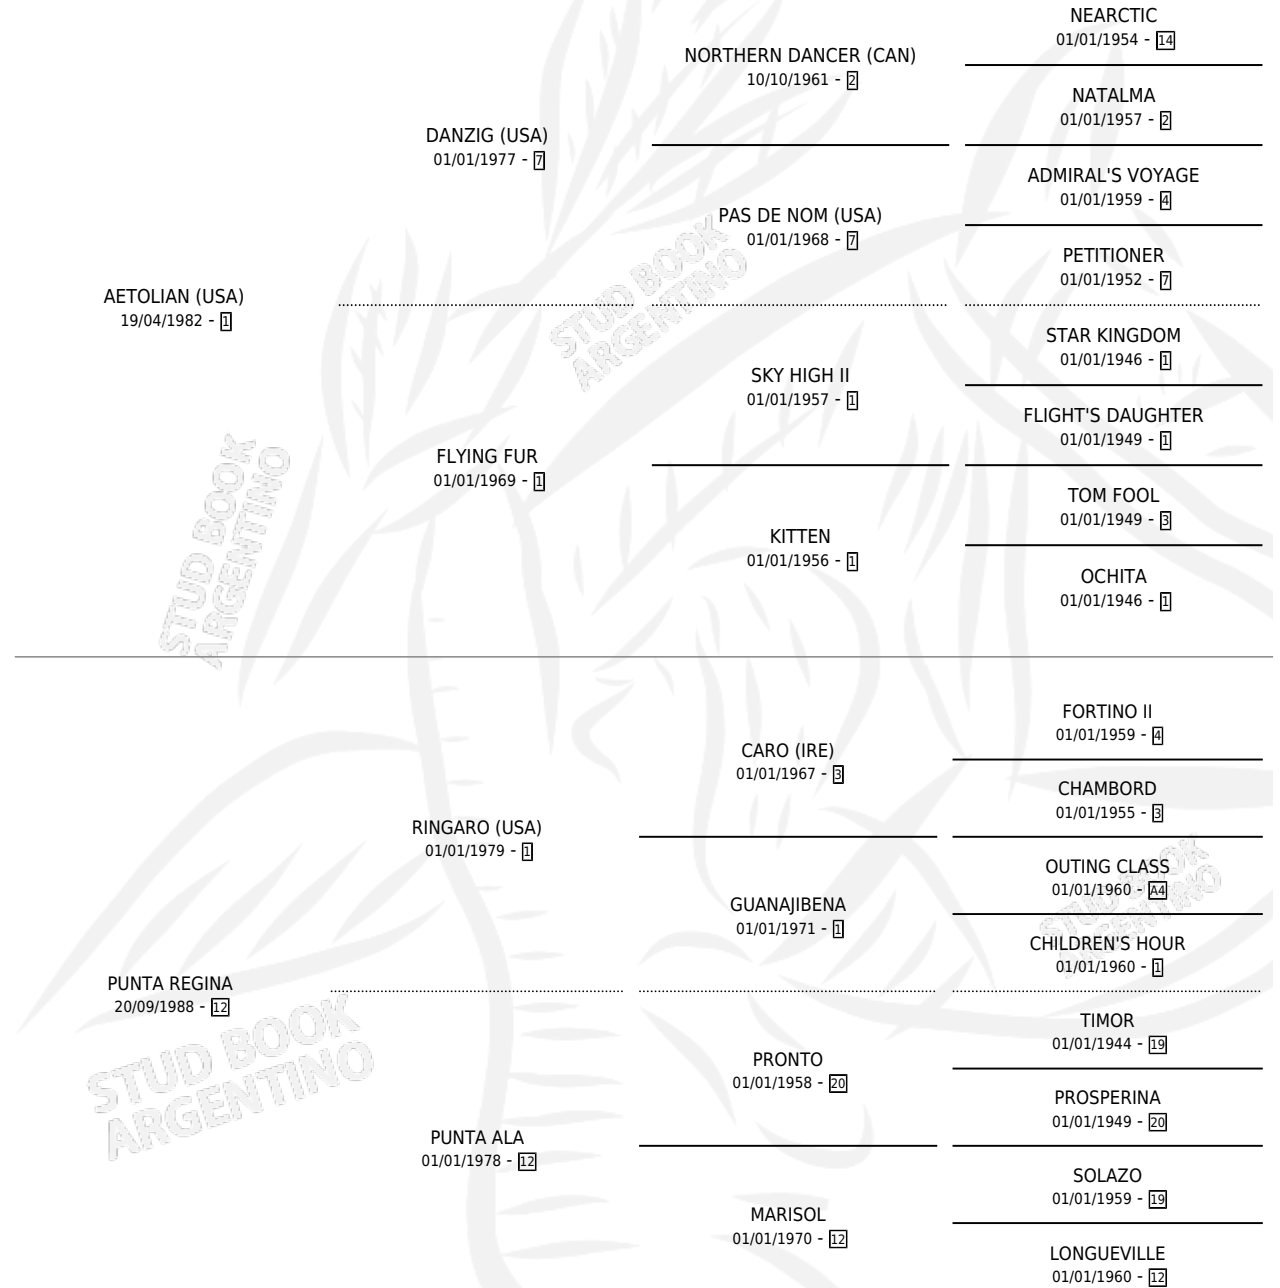 NEARCTIC
01/01/1954 - 14
NORTHERN DANCER (CAN)
10/10/1961 - 2
NATALMA
01/01/1957 - 2
DANZIG (USA)
01/01/1977 - 7
ADMIRAL'S VOYAGE
01/01/1959 - 4
PAS DE NOM (USA)
01/01/1968 - 7
PETITIONER
01/01/1952 - 7
AETOLIAN (USA)
19/04/1982 - 1
STAR KINGDOM
01/01/1946 - 1
SKY HIGH II
01/01/1957 - 1
FLIGHT'S DAUGHTER
01/01/1949 - 1
FLYING FUR
01/01/1969 - 1
TOM FOOL
01/01/1949 - 3
KITTEN
01/01/1956 - 1
OCHITA
01/01/1946 - 1
FORTINO II
01/01/1959 - 4
CARO (IRE)
01/01/1967 - 3
CHAMBORD
01/01/1955 - 3
RINGARO (USA)
01/01/1979 - 1
OUTING CLASS
01/01/1960 - A4
GUANAJIBENA
01/01/1971 - 1
CHILDREN'S HOUR
01/01/1960 - 1
PUNTA REGINA
20/09/1988 - 12
TIMOR
01/01/1944 - 19
PRONTO
01/01/1958 - 20
PROSPERINA
01/01/1949 - 20
PUNTA ALA
01/01/1978 - 12
SOLAZO
01/01/1959 - 19
MARISOL
01/01/1970 - 12
LONGUEVILLE
01/01/1960 - 12
STUD BOOK
ARGENTINO
STUD BOOK
ARGENTINO
STUD BOOK
ARGENTINO
STUD BOOK
ARGENTINO